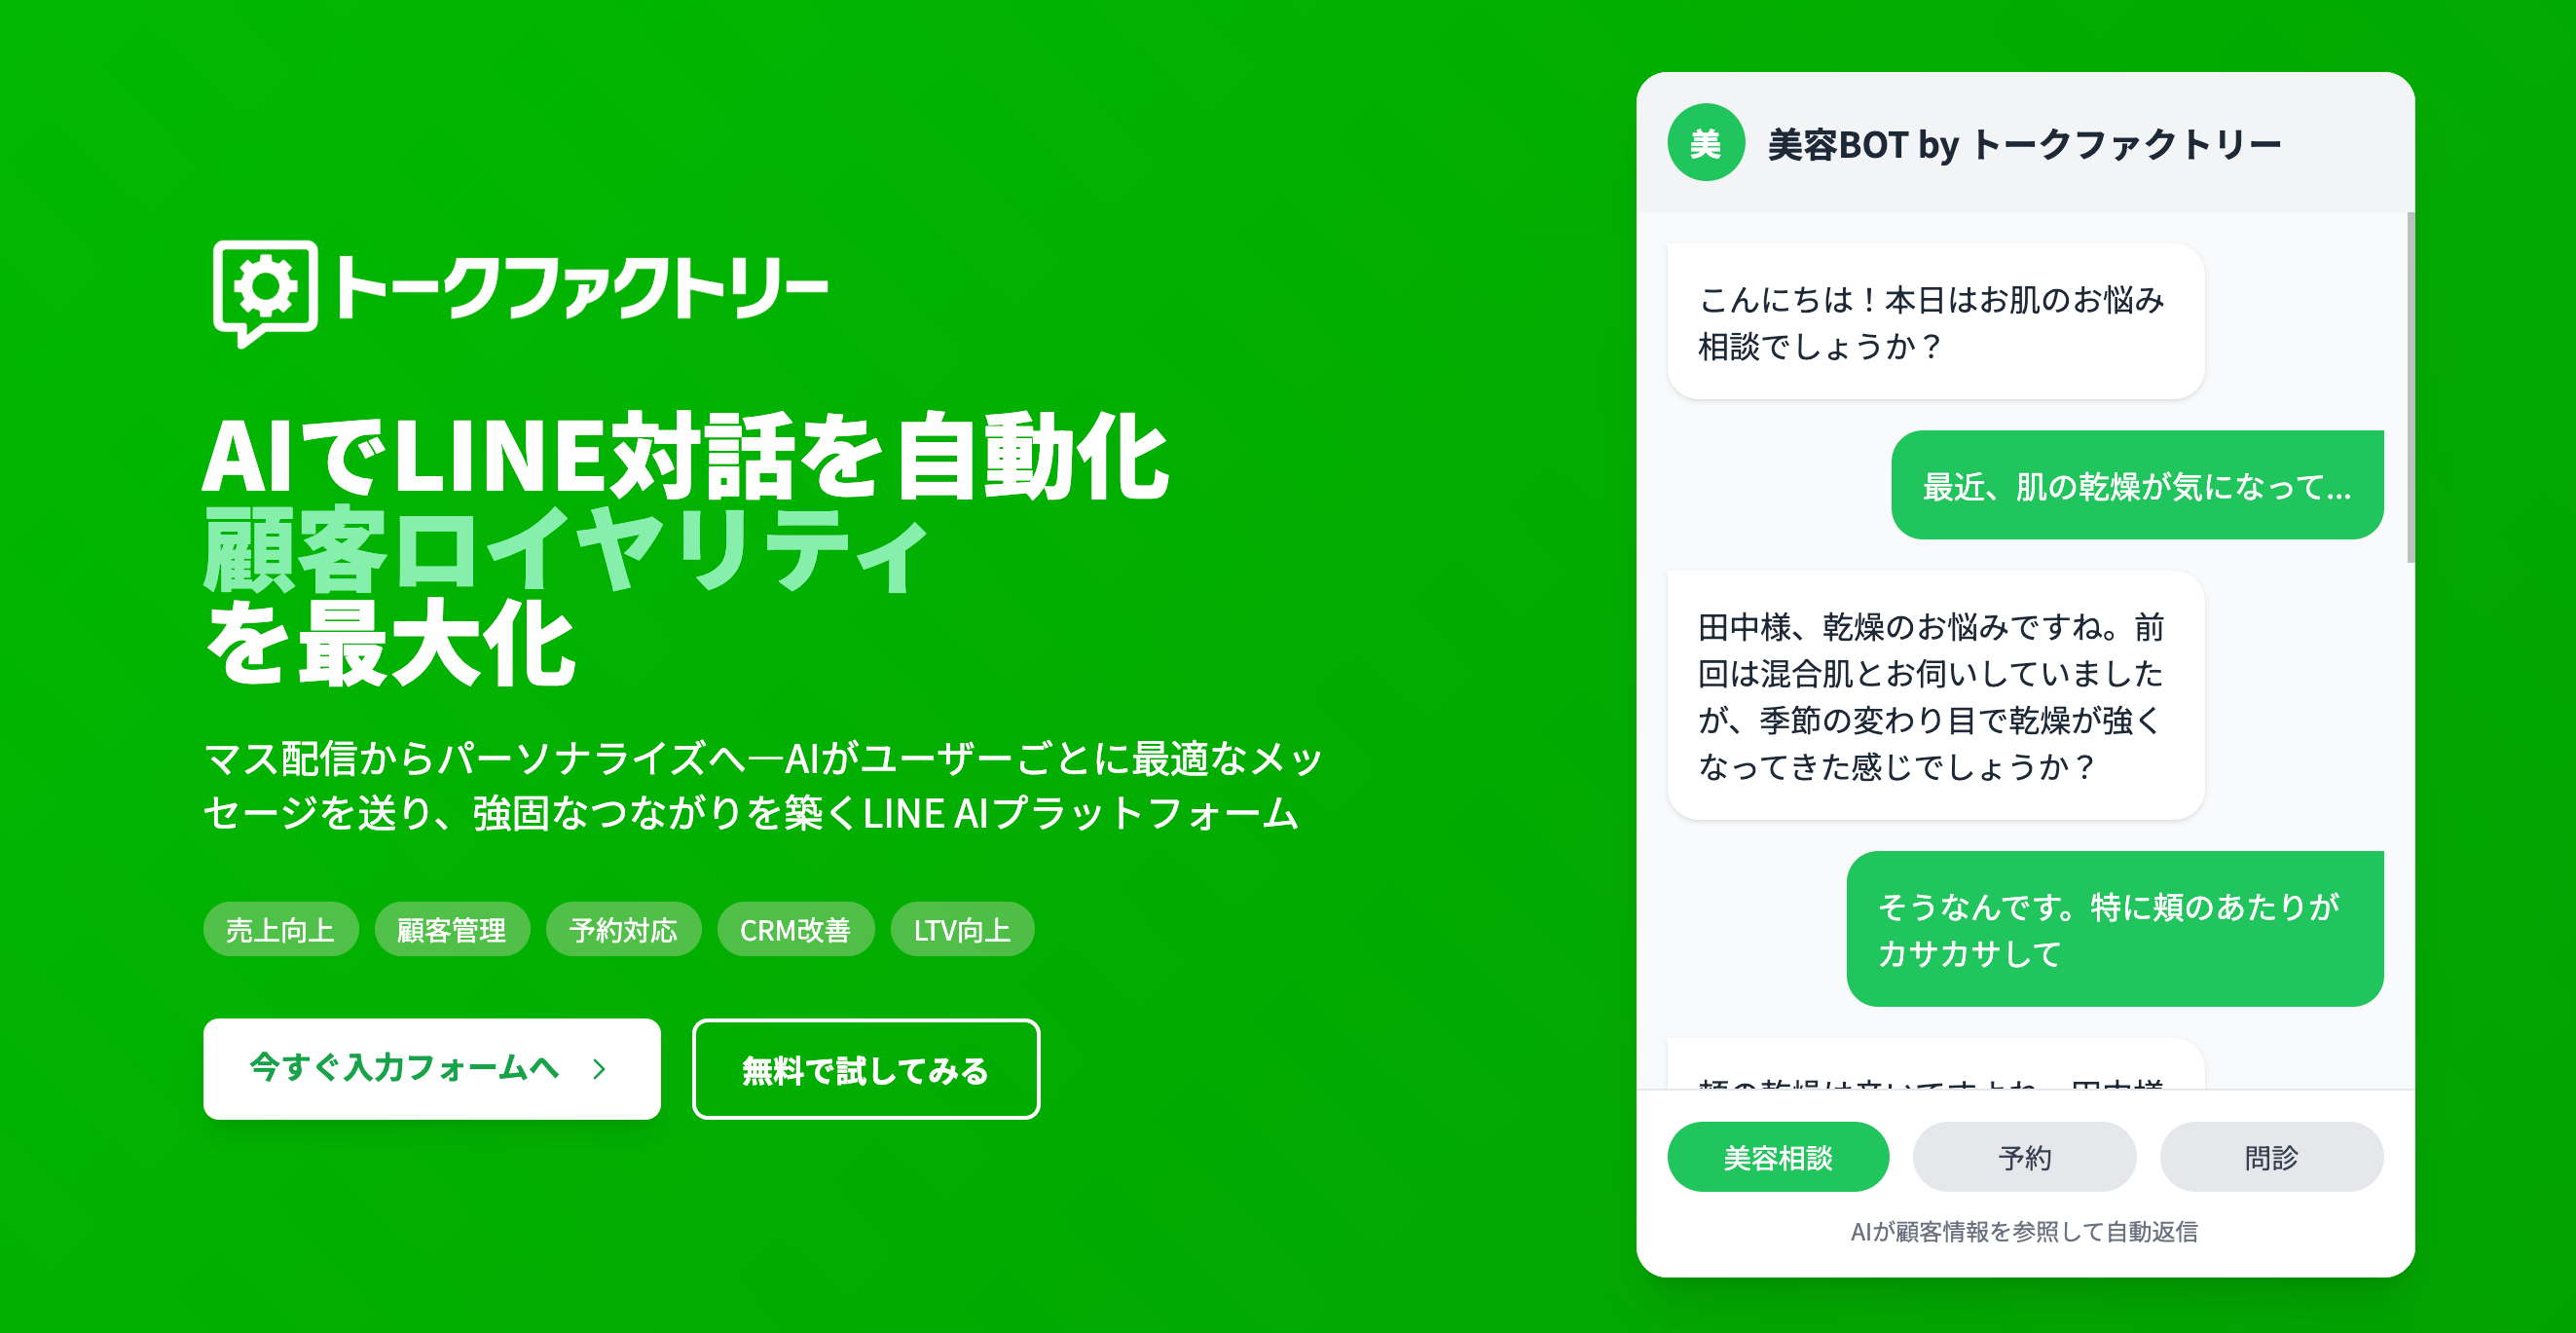 トークファクトリー
AIでLINE対話を自動化
顧客ロイヤリティ
を最大化
マス配信からパーソナライズへ—AIがユーザーごとに最適なメッ
セージを送り、強固なつながりを築くLINE AIプラットフォーム
売上向上 顧客管理 予約対応 CRM改善 LTV向上
今すぐ入力フォームへ
無料で試してみる
美
美容BOT by トークファクトリー
こんにちは！本日はお肌のお悩み
相談でしょうか？
最近、肌の乾燥が気になって...
田中様、乾燥のお悩みですね。前
回は混合肌とお伺いしていました
が、季節の変わり目で乾燥が強く
なってきた感じでしょうか？
そうなんです。特に頬のあたりが
カサカサして
頬の乾燥は辛いですよね。田中様
美容相談 予約 問診
AIが顧客情報を参照して自動返信